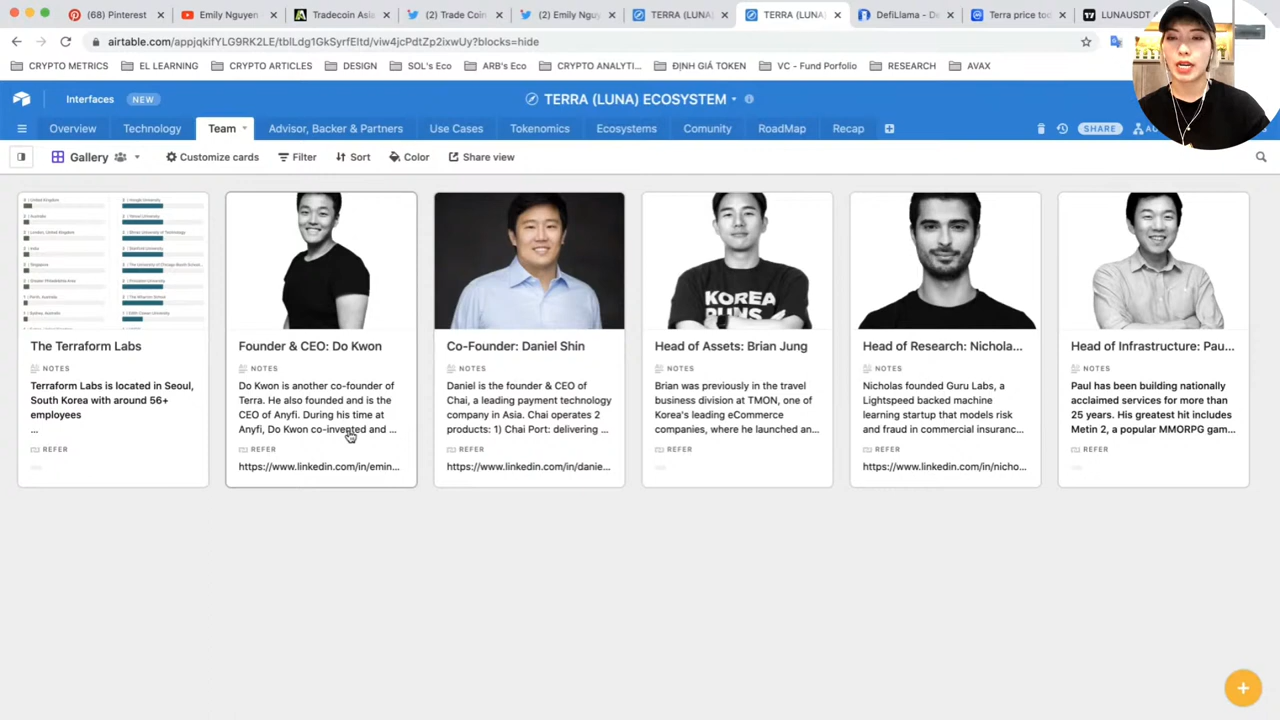 (68) Pinterest
Emily Nguyen
Tradecoin Asia
(2) Trade Coin
(2) Emily Nguy
TERRA (LUNA)
TERRA (LUNA)
DefiLlama - De
Terra price tod
LUNAUSDT
airtable.com/appjqkifYLG9RK2LE/tblLdg1GkSyrfEltd/viw4jcPdtZp2ixwUy?blocks=hide
CRYPTO METRICS
EL LEARNING
CRYPTO ARTICLES
DESIGN
SOL's Eco
ARB's Eco
CRYPTO ANALYTI...
ĐỊNH GIÁ TOKEN
VC - Fund Porfolio
RESEARCH
AVAX
Interfaces
NEW
TERRA (LUNA) ECOSYSTEM
Overview
Technology
Team
Advisor, Backer & Partners
Use Cases
Tokenomics
Ecosystems
Comunity
RoadMap
Recap
SHARE
Gallery
Customize cards
Filter
Sort
Color
Share view
The Terraform Labs
NOTES
Terraform Labs is located in Seoul,
South Korea with around 56+
employees
...
REFER
Founder & CEO: Do Kwon
NOTES
Do Kwon is another co-founder of
Terra. He also founded and is the
CEO of Anyfi. During his time at
Anyfi, Do Kwon co-invented and ...
REFER
https://www.linkedin.com/in/emin...
Co-Founder: Daniel Shin
NOTES
Daniel is the founder & CEO of
Chai, a leading payment technology
company in Asia. Chai operates 2
products: 1) Chai Port: delivering ...
REFER
https://www.linkedin.com/in/danie...
KOREA
RUNS
Head of Assets: Brian Jung
NOTES
Brian was previously in the travel
business division at TMON, one of
Korea's leading eCommerce
companies, where he launched an...
REFER
Head of Research: Nichola...
NOTES
Nicholas founded Guru Labs, a
Lightspeed backed machine
learning startup that models risk
and fraud in commercial insuranc...
REFER
https://www.linkedin.com/in/nicho...
Head of Infrastructure: Pau...
NOTES
Paul has been building nationally
acclaimed services for more than
25 years. His greatest hit includes
Metin 2, a popular MMORPG gam...
REFER